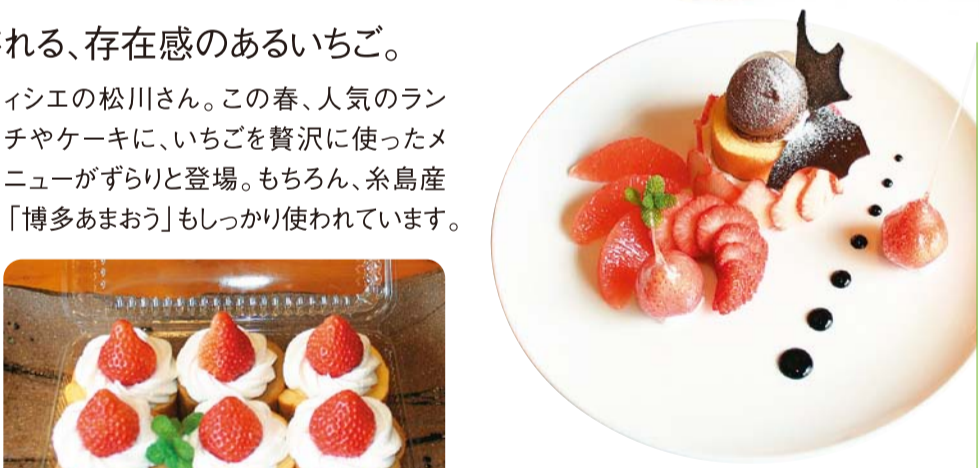 れる、存在感のあるいちご。
ィシエの松川さん。この春、人気のラン
チやケーキに、いちごを贅沢に使ったメ
ニューがずらりと登場。もちろん、糸島産
「博多あまおう」もしっかり使われています。